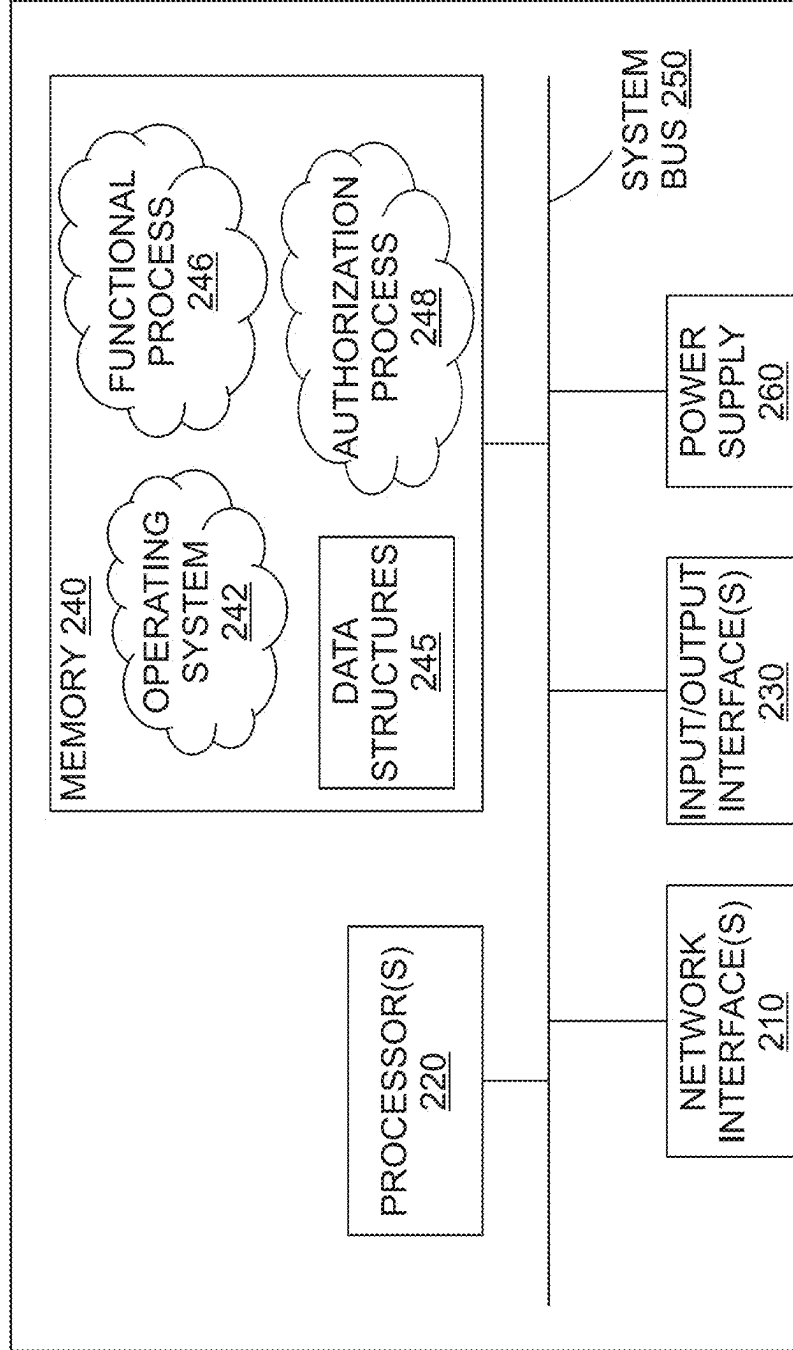 MEMORY 240
OPERATING
SYSTEM
242
FUNCTIONAL
PROCESS
246
DATA
STRUCTURES
245
AUTHORIZATION
PROCESS
248
PROCESSOR(S)
220
SYSTEM
BUS 250
NETWORK
INTERFACE(S)
210
INPUT/OUTPUT
INTERFACE(S)
230
POWER
SUPPLY
260